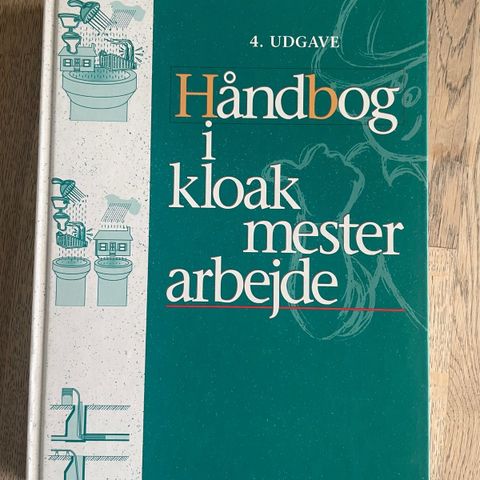 4. UDGAVE
Håndbog
i
kloak
mester
arbejde